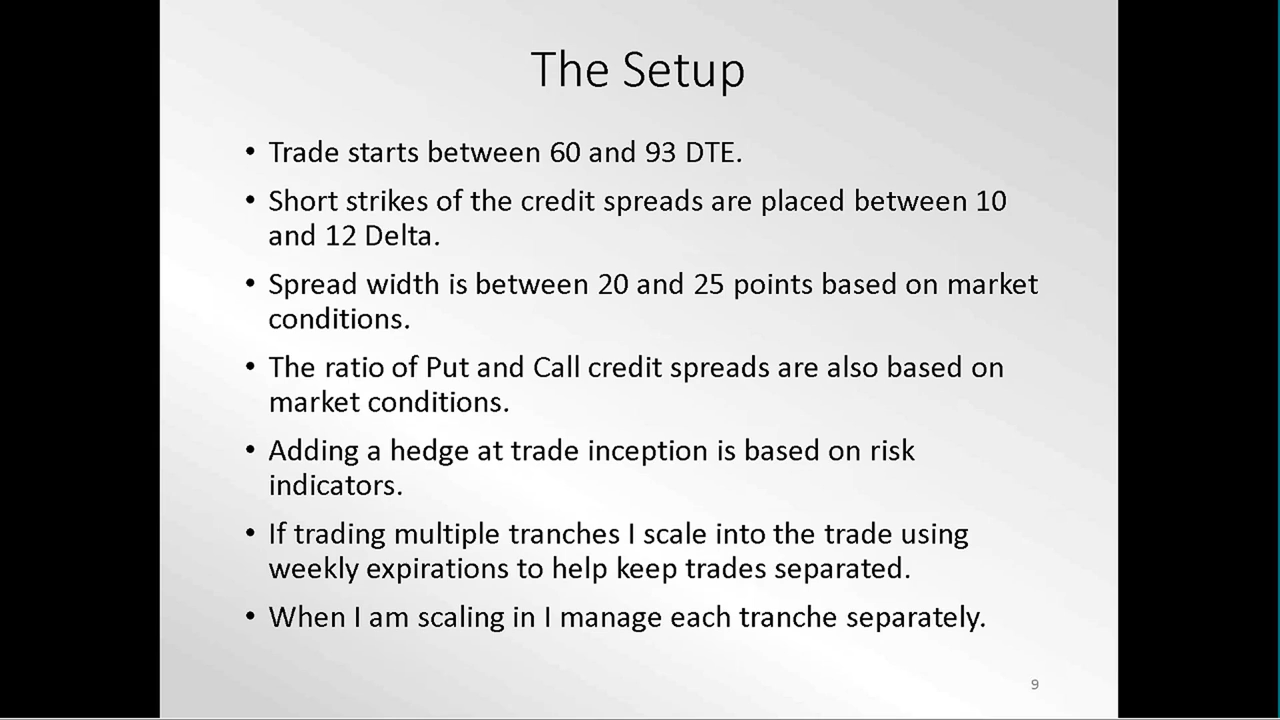 The Setup
• Trade starts between 60 and 93 DTE.
• Short strikes of the credit spreads are placed between 10
and 12 Delta.
• Spread width is between 20 and 25 points based on market
conditions.
• The ratio of Put and Call credit spreads are also based on
market conditions.
• Adding a hedge at trade inception is based on risk
indicators.
• If trading multiple tranches I scale into the trade using
weekly expirations to help keep trades separated.
• When I am scaling in I manage each tranche separately.
9